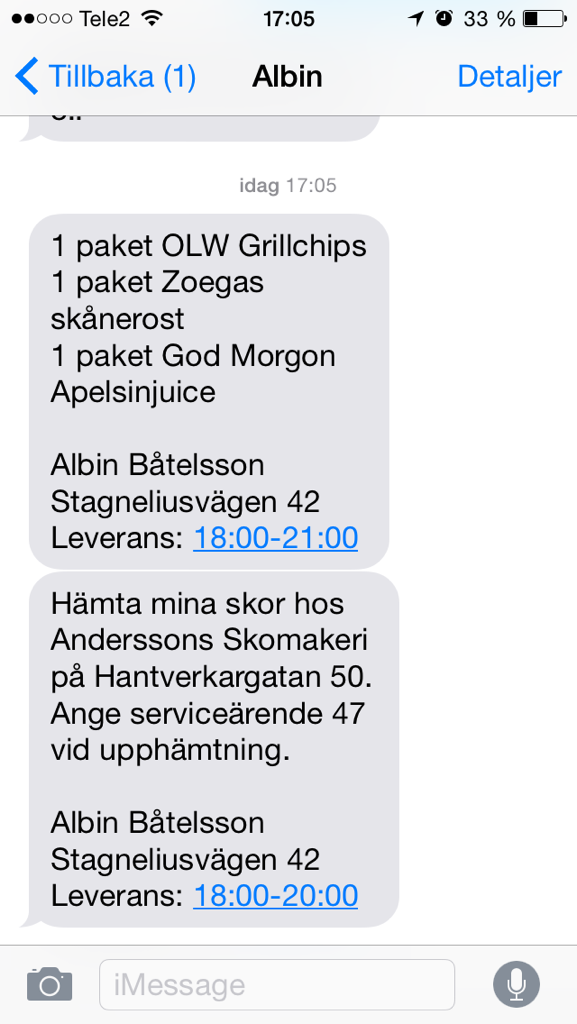 Tele2 17:05 33 %
Tillbaka (1) Albin Detaljer
idag 17:05
1 paket OLW Grillchips
1 paket Zoegas
skånerost
1 paket God Morgon
Apelsinjuice
Albin Båtelsson
Stagneliusvägen 42
Leverans: 18:00-21:00
Hämta mina skor hos
Anderssons Skomakeri
på Hantverkargatan 50.
Ange serviceärende 47
vid upphämtning.
Albin Båtelsson
Stagneliusvägen 42
Leverans: 18:00-20:00
iMessage